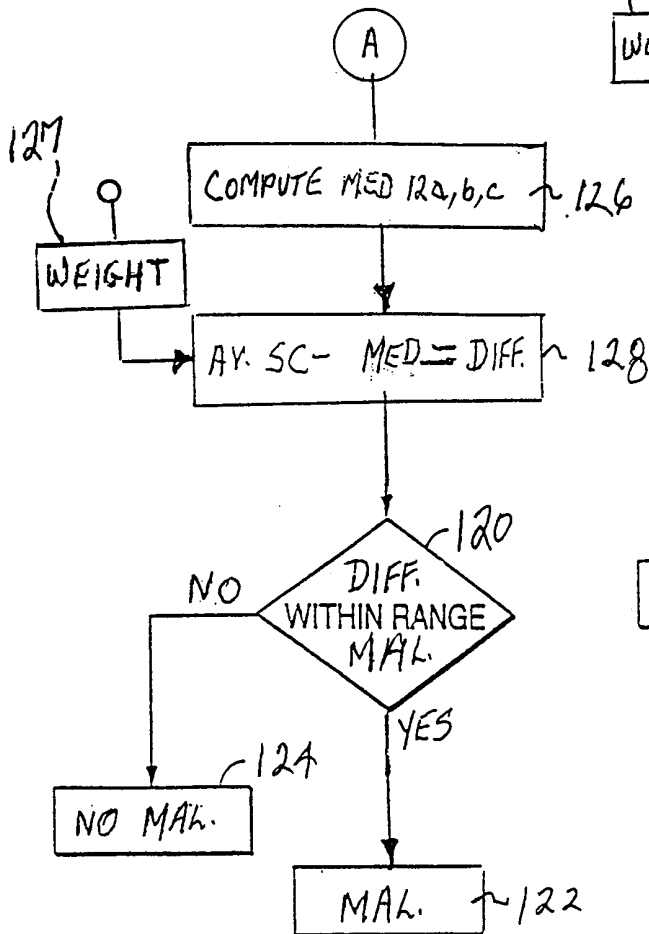 A
127
COMPUTE MED 12a,b,c
126
WEIGHT
AV. SC- MED = DIFF.
128
120
DIFF.
WITHIN RANGE
MAL.
NO
YES
124
NO MAL.
MAL.
122